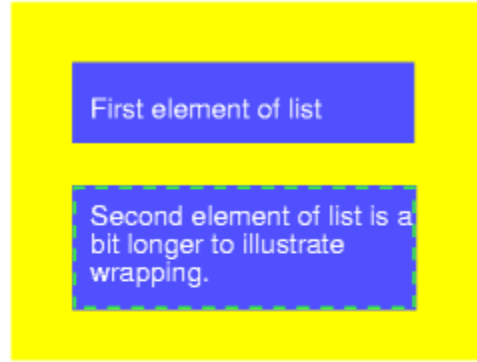 First element of list
Second element of list is a
bit longer to illustrate
wrapping.